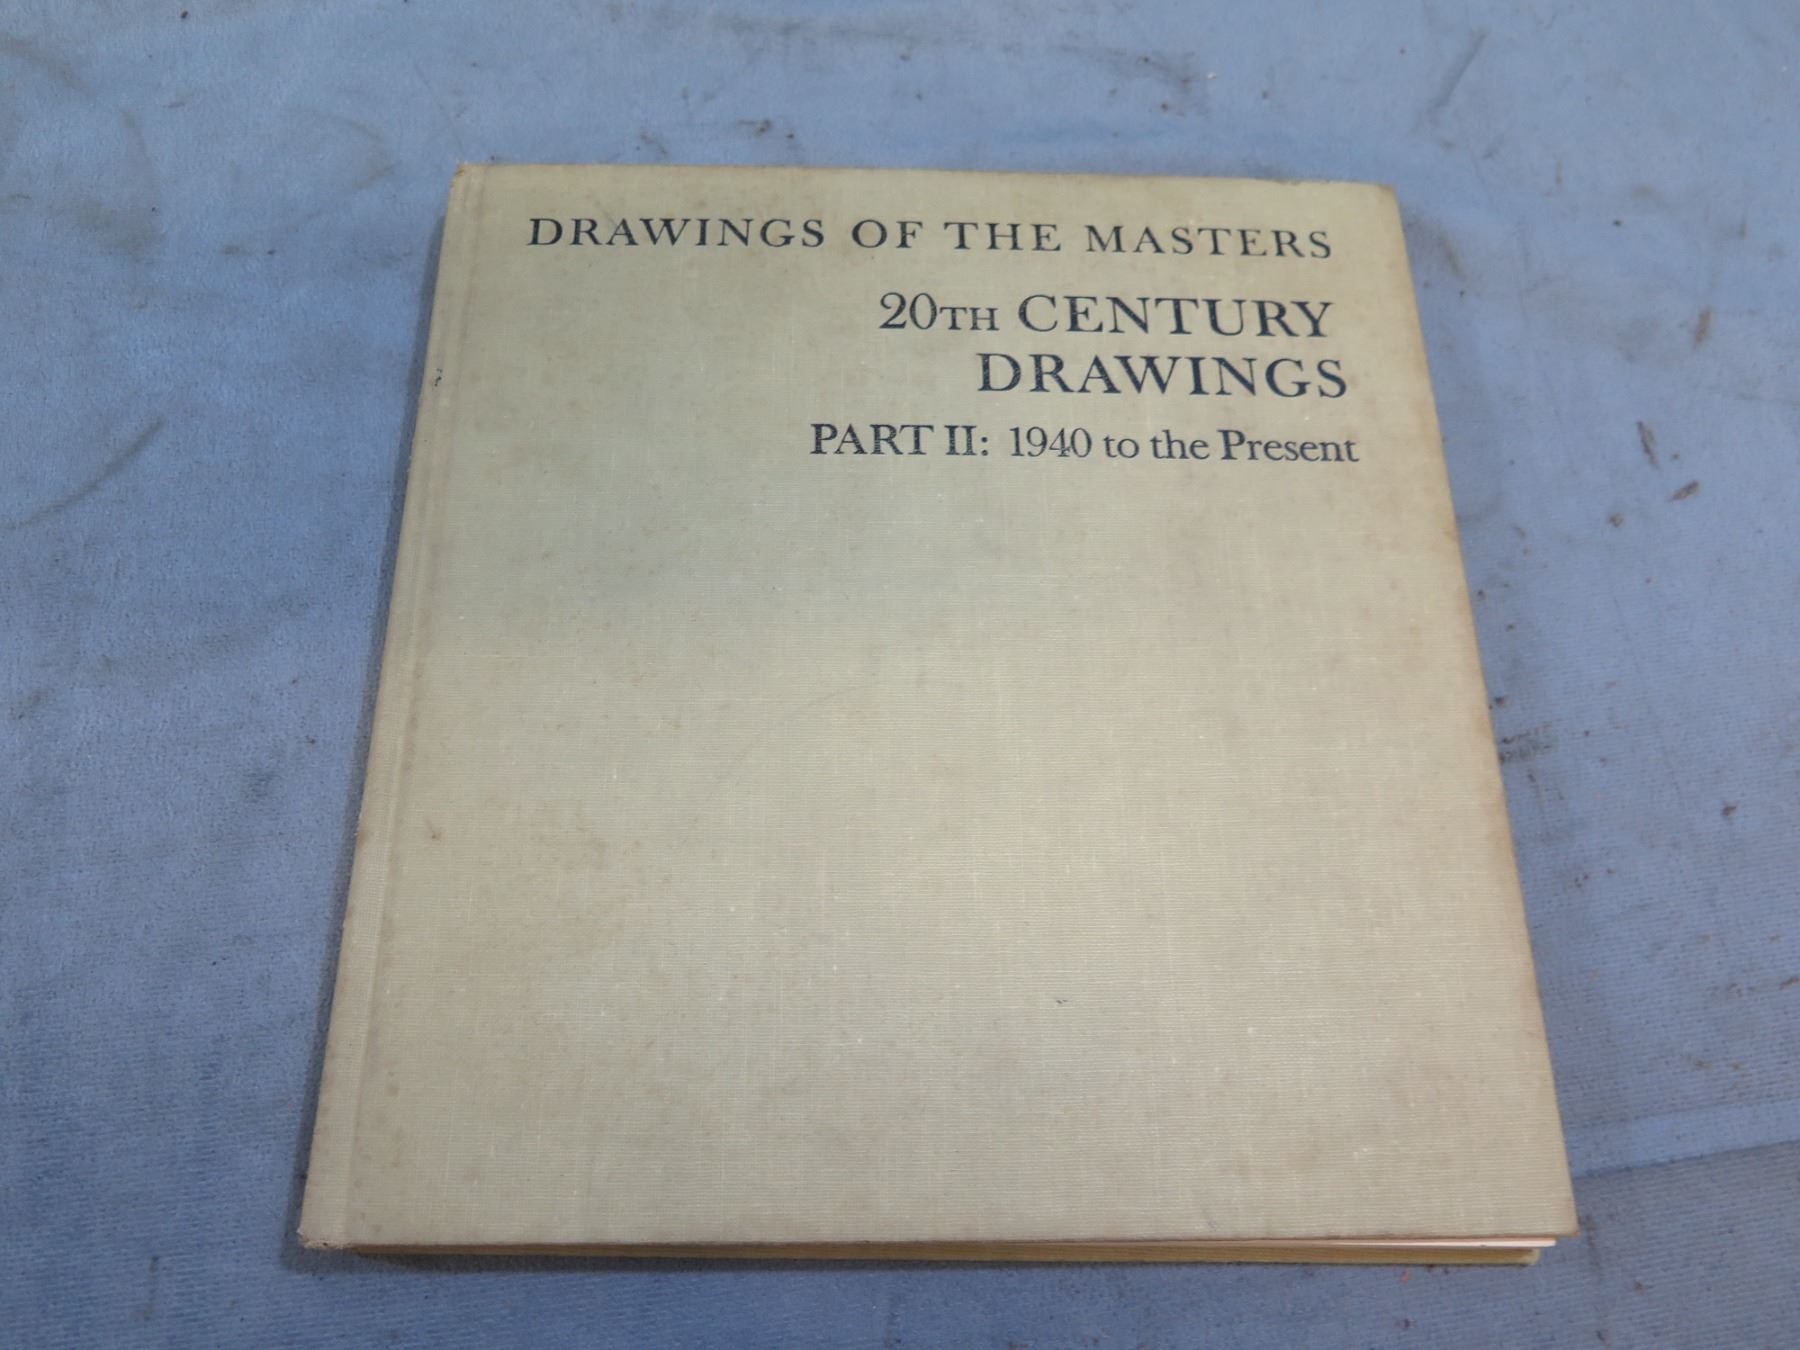 DRAWINGS OF THE MASTERS
20TH CENTURY
DRAWINGS
PART II: 1940 to the Present